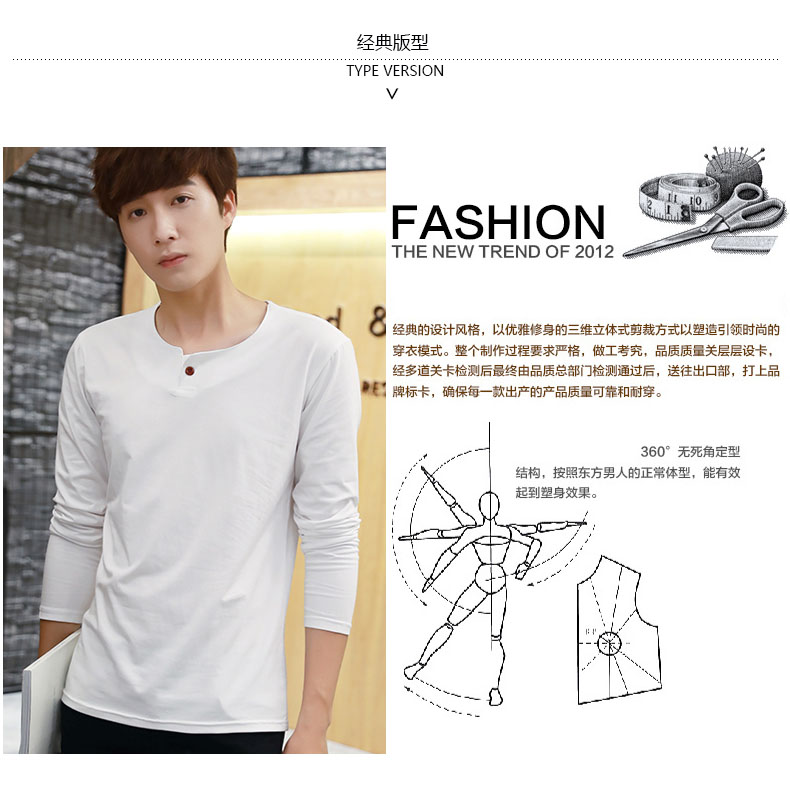 经典版型
TYPE VERSION
FASHION
THE NEW TREND OF 2012
经典的设计风格，以优雅修身的三维立体式剪裁方式以塑造引领时尚的
穿衣模式。整个制作过程要求严格，做工考究，品质质量关层层设卡，
经多道关卡检测后最终由品质总部门检测通过后，送往出口部，打上品
牌标卡，确保每一款出产的产品质量可靠和耐穿。
360°无死角定型
结构，按照东方男人的正常体型，能有效
起到塑身效果。
B P
&